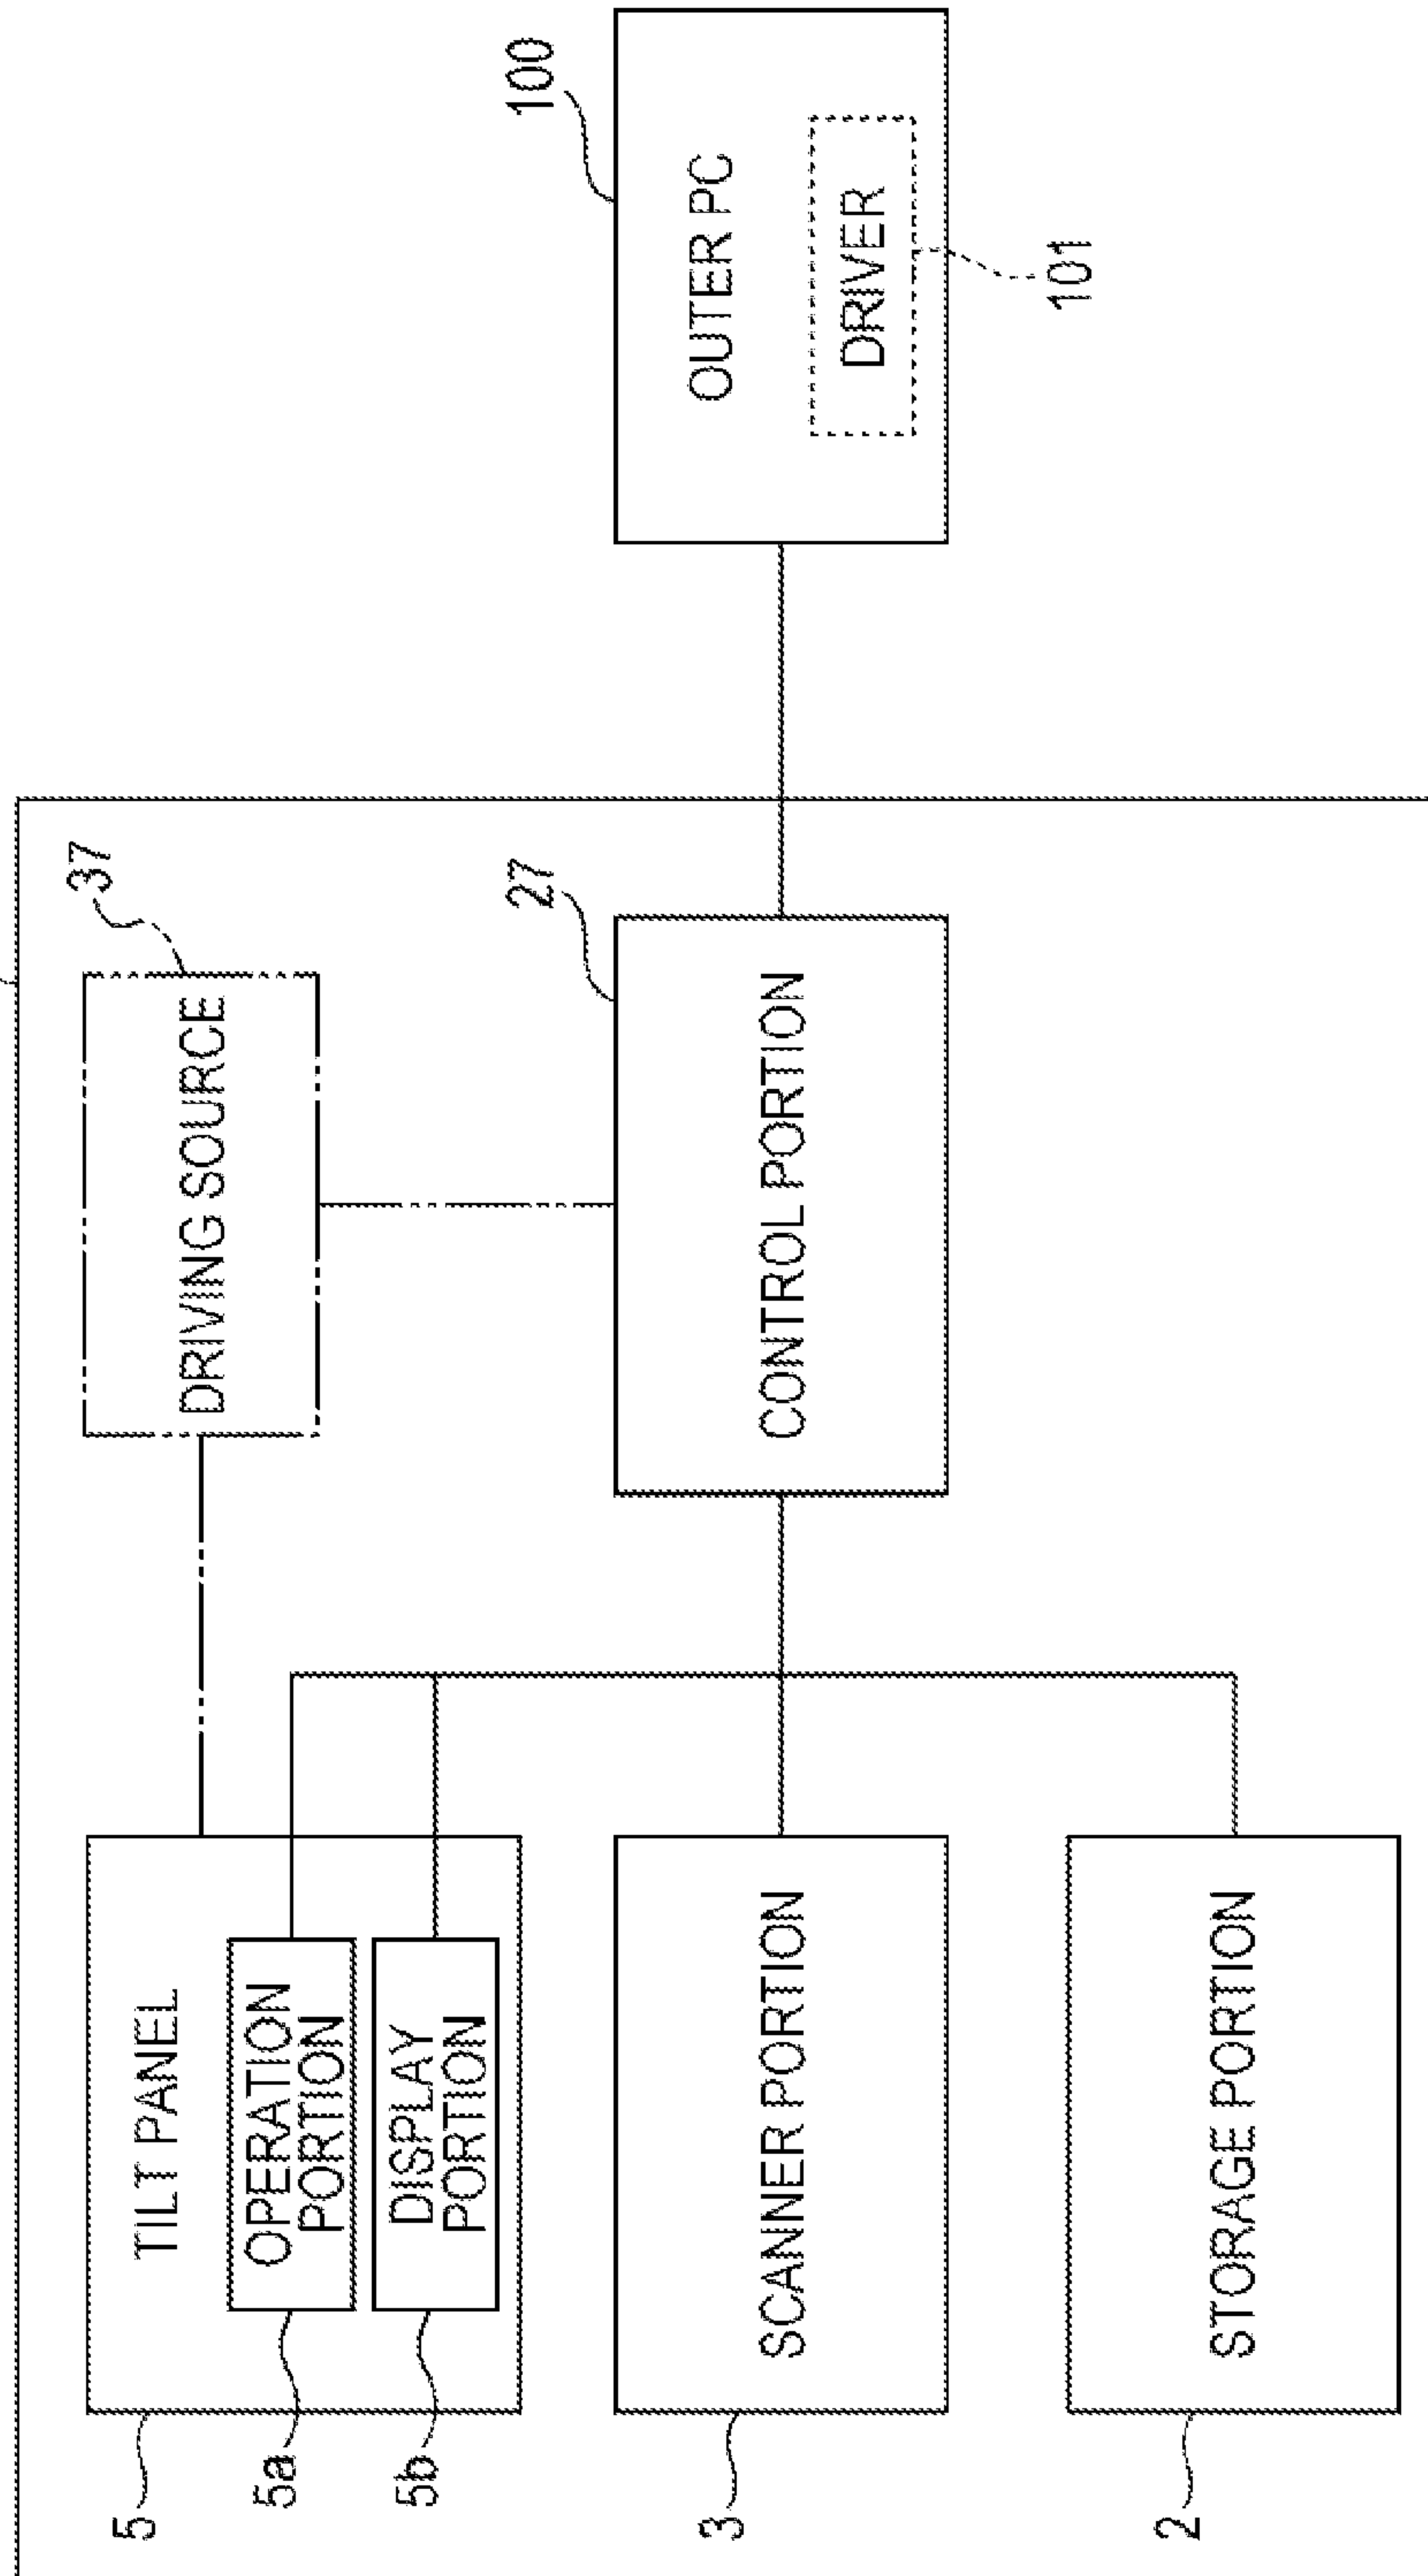 37
100
5
TILT PANEL
DRIVING SOURCE
5a
OPERATION
PORTION
5b
DISPLAY
PORTION
27
3
SCANNER PORTION
CONTROL PORTION
OUTER PC
DRIVER
101
2
STORAGE PORTION